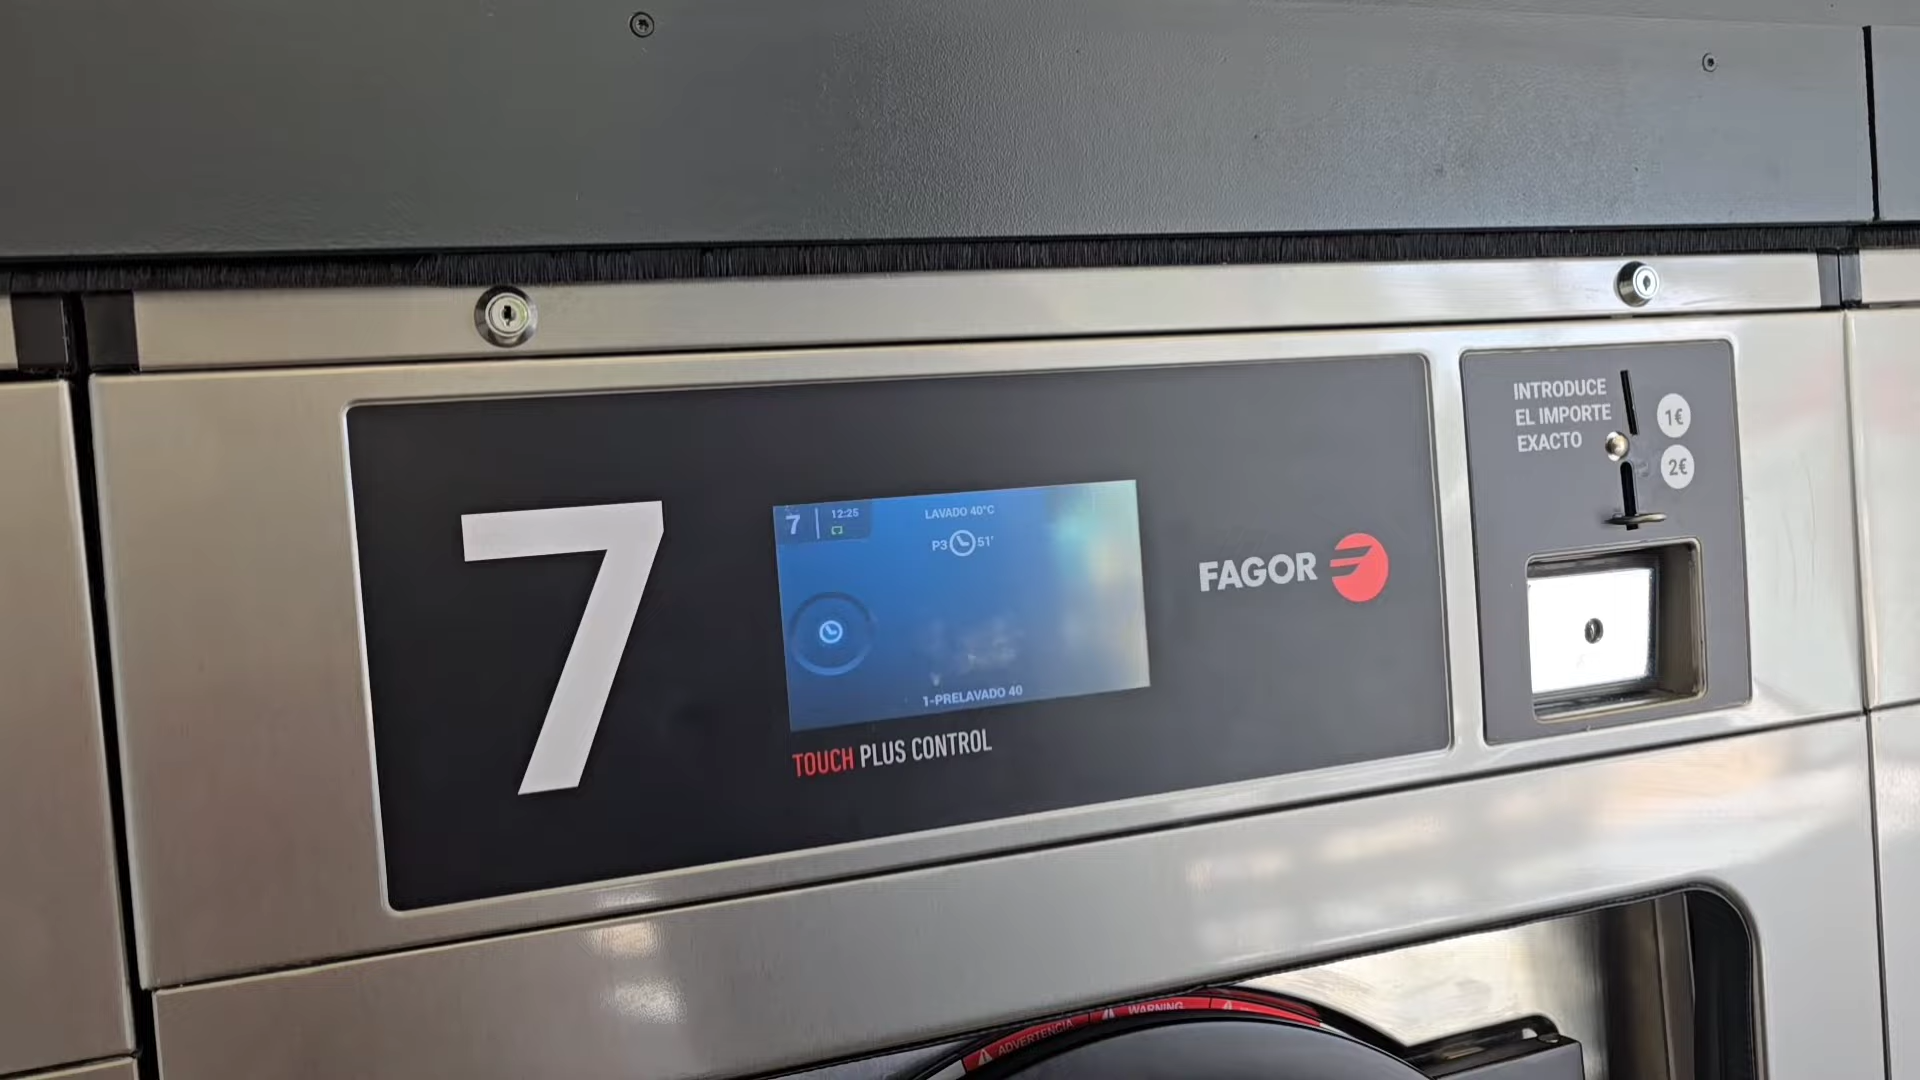 7
7
12:25
LAVADO 40°C
P3 51'
1-PRELAVADO 40
TOUCH PLUS CONTROL
FAGOR
INTRODUCE
EL IMPORTE
EXACTO
1€
2€
ADVERTENCIA
WARNING